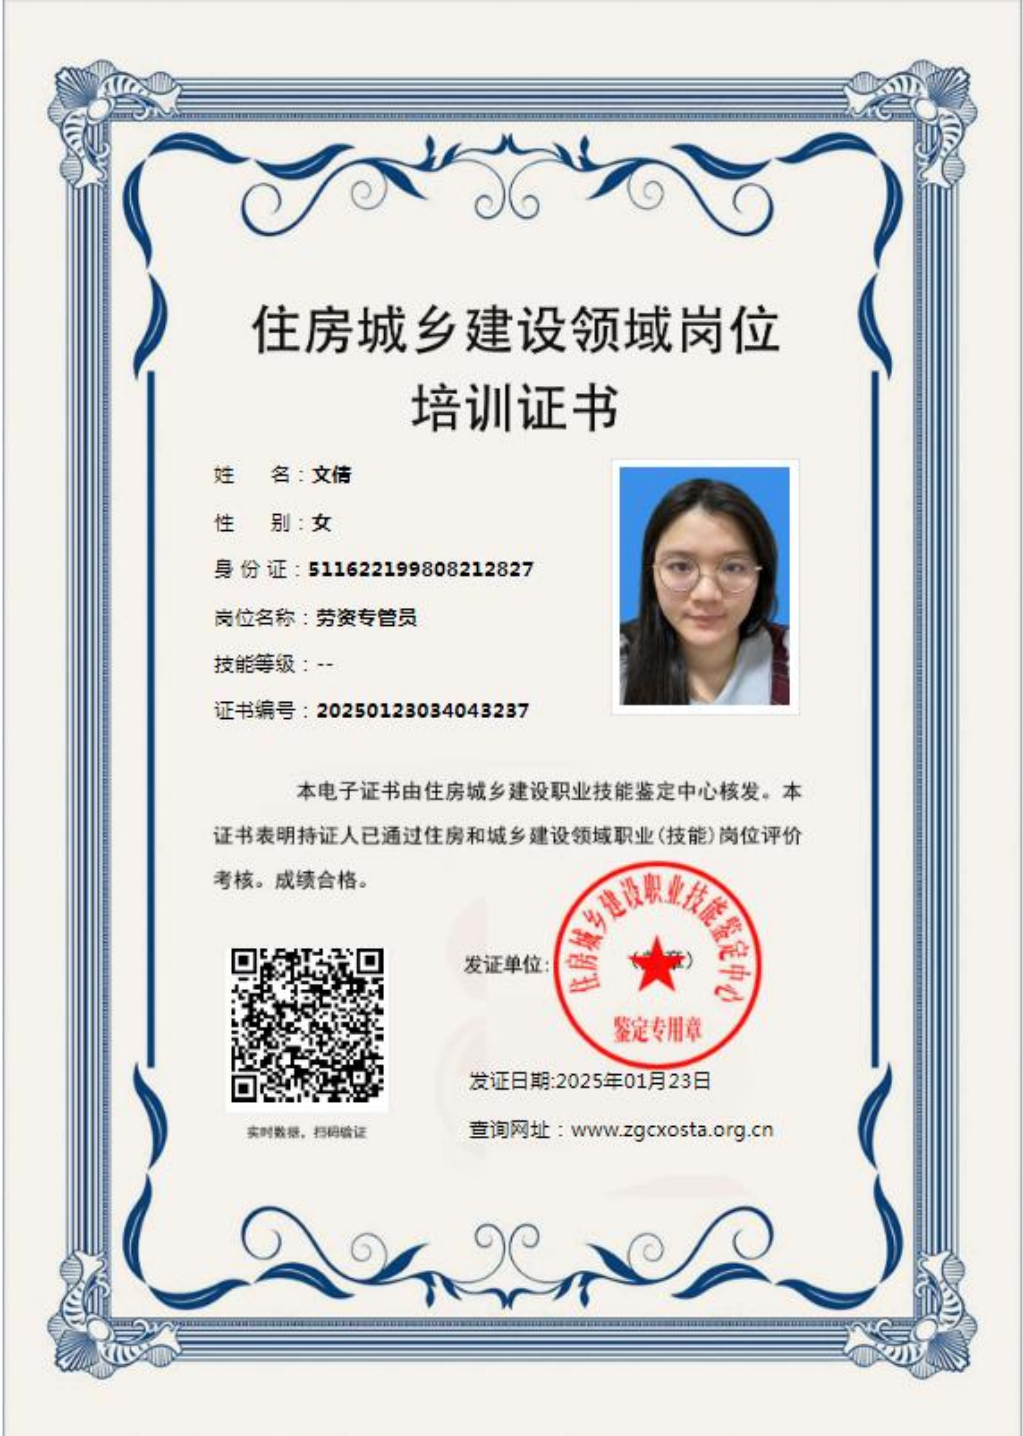 住房城乡建设领域岗位
培训证书
姓 名：文倩
性 别：女
身 份 证：511622199808212827
岗位名称：劳资专管员
技能等级：--
证书编号：20250123034043237
本电子证书由住房城乡建设职业技能鉴定中心核发。本
证书表明持证人已通过住房和城乡建设领域职业(技能)岗位评价
考核。成绩合格。
发证单位:
住房城乡建设职业技能鉴定中心
鉴定专用章
发证日期:2025年01月23日
实时数据，扫码验证
查询网址：www.zgcxosta.org.cn